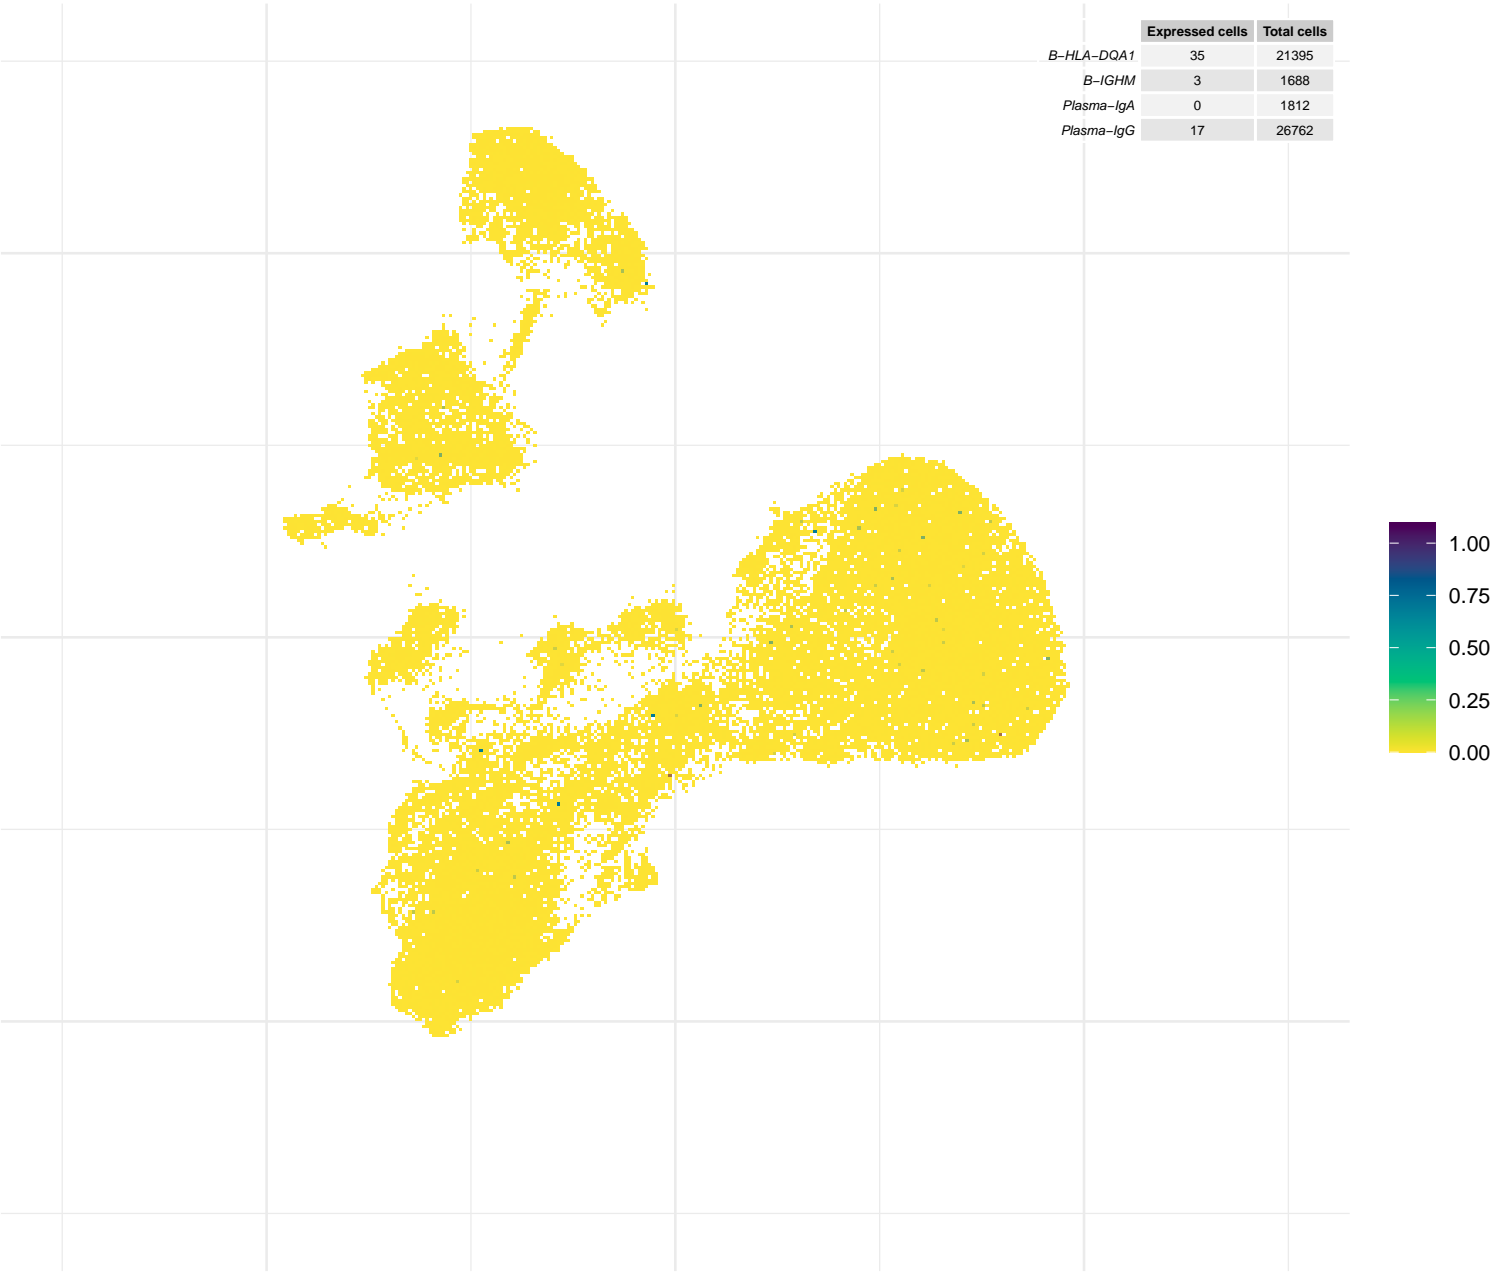 Expressed cells Total cells
B−HLA−DQA1 35 21395
B−IGHM 3 1688
Plasma−IgA 0 1812
Plasma−IgG 17 26762
1.00
0.75
0.50
0.25
0.00